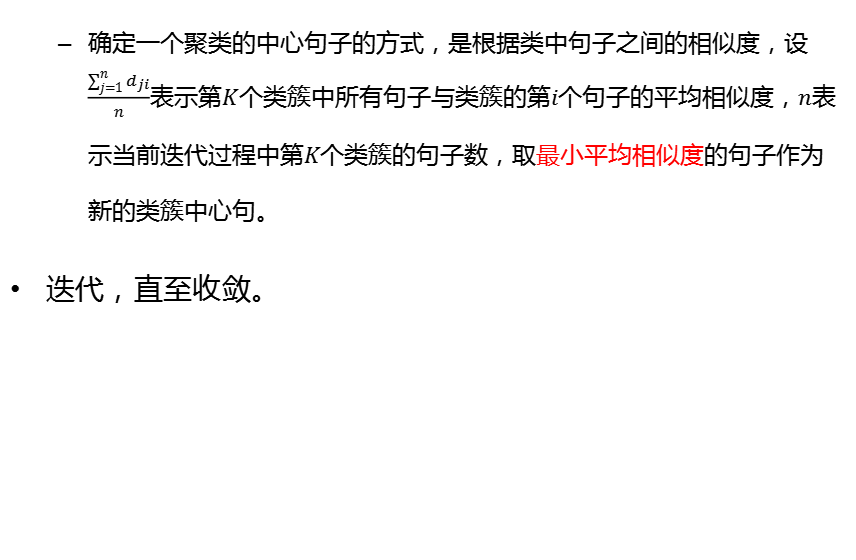 – 确定一个聚类的中心句子的方式，是根据类中句子之间的相似度，设
$\frac{\sum_{j=1}^{n} d_{ji}}{n}$表示第K个类簇中所有句子与类簇的第i个句子的平均相似度，n表
示当前迭代过程中第K个类簇的句子数，取最小平均相似度的句子作为
新的类簇中心句。
• 迭代，直至收敛。